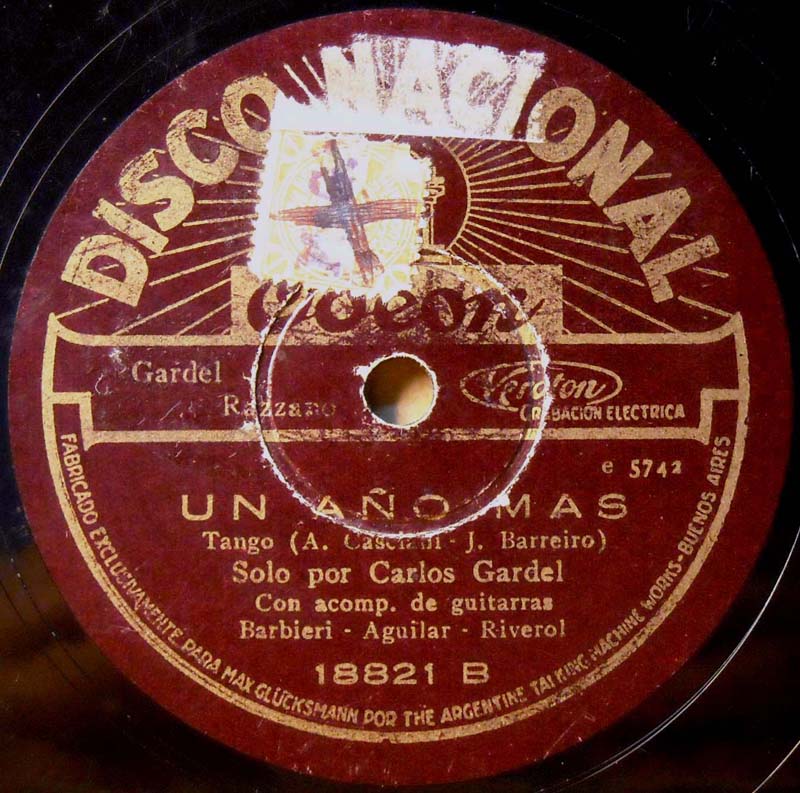 DISCO NACIONAL
Odeon
Gardel
Razzano
Veroton
GRABACION ELECTRICA
e 5742
UN AÑO MAS
Tango (A. Casciani - J. Barreiro)
Solo por Carlos Gardel
Con acomp. de guitarras
Barbieri - Aguilar - Riverol
18821 B
FABRICADO EXCLUSIVAMENTE PARA MAX GLÜCKSMANN POR THE ARGENTINE TALKING MACHINE WORKS-BUENOS AIRES